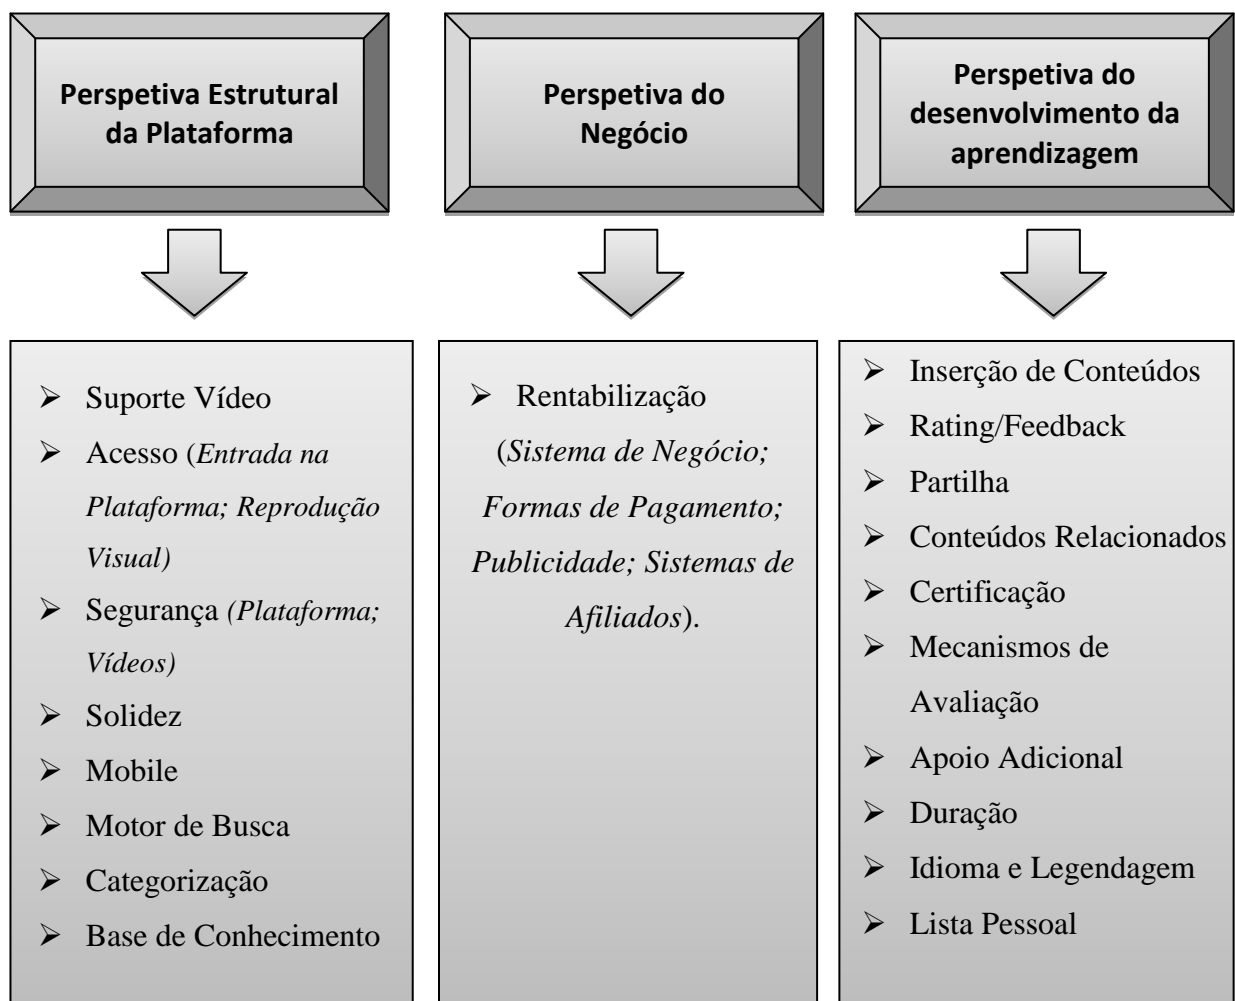 Perspetiva Estrutural
da Plataforma
Perspetiva do
Negócio
Perspetiva do
desenvolvimento da
aprendizagem
➢ Suporte Vídeo
➢ Acesso (Entrada na
Plataforma; Reprodução
Visual)
➢ Segurança (Plataforma;
Vídeos)
➢ Solidez
➢ Mobile
➢ Motor de Busca
➢ Categorização
➢ Base de Conhecimento
➢ Rentabilização
(Sistema de Negócio;
Formas de Pagamento;
Publicidade; Sistemas de
Afiliados).
➢ Inserção de Conteúdos
➢ Rating/Feedback
➢ Partilha
➢ Conteúdos Relacionados
➢ Certificação
➢ Mecanismos de
Avaliação
➢ Apoio Adicional
➢ Duração
➢ Idioma e Legendagem
➢ Lista Pessoal